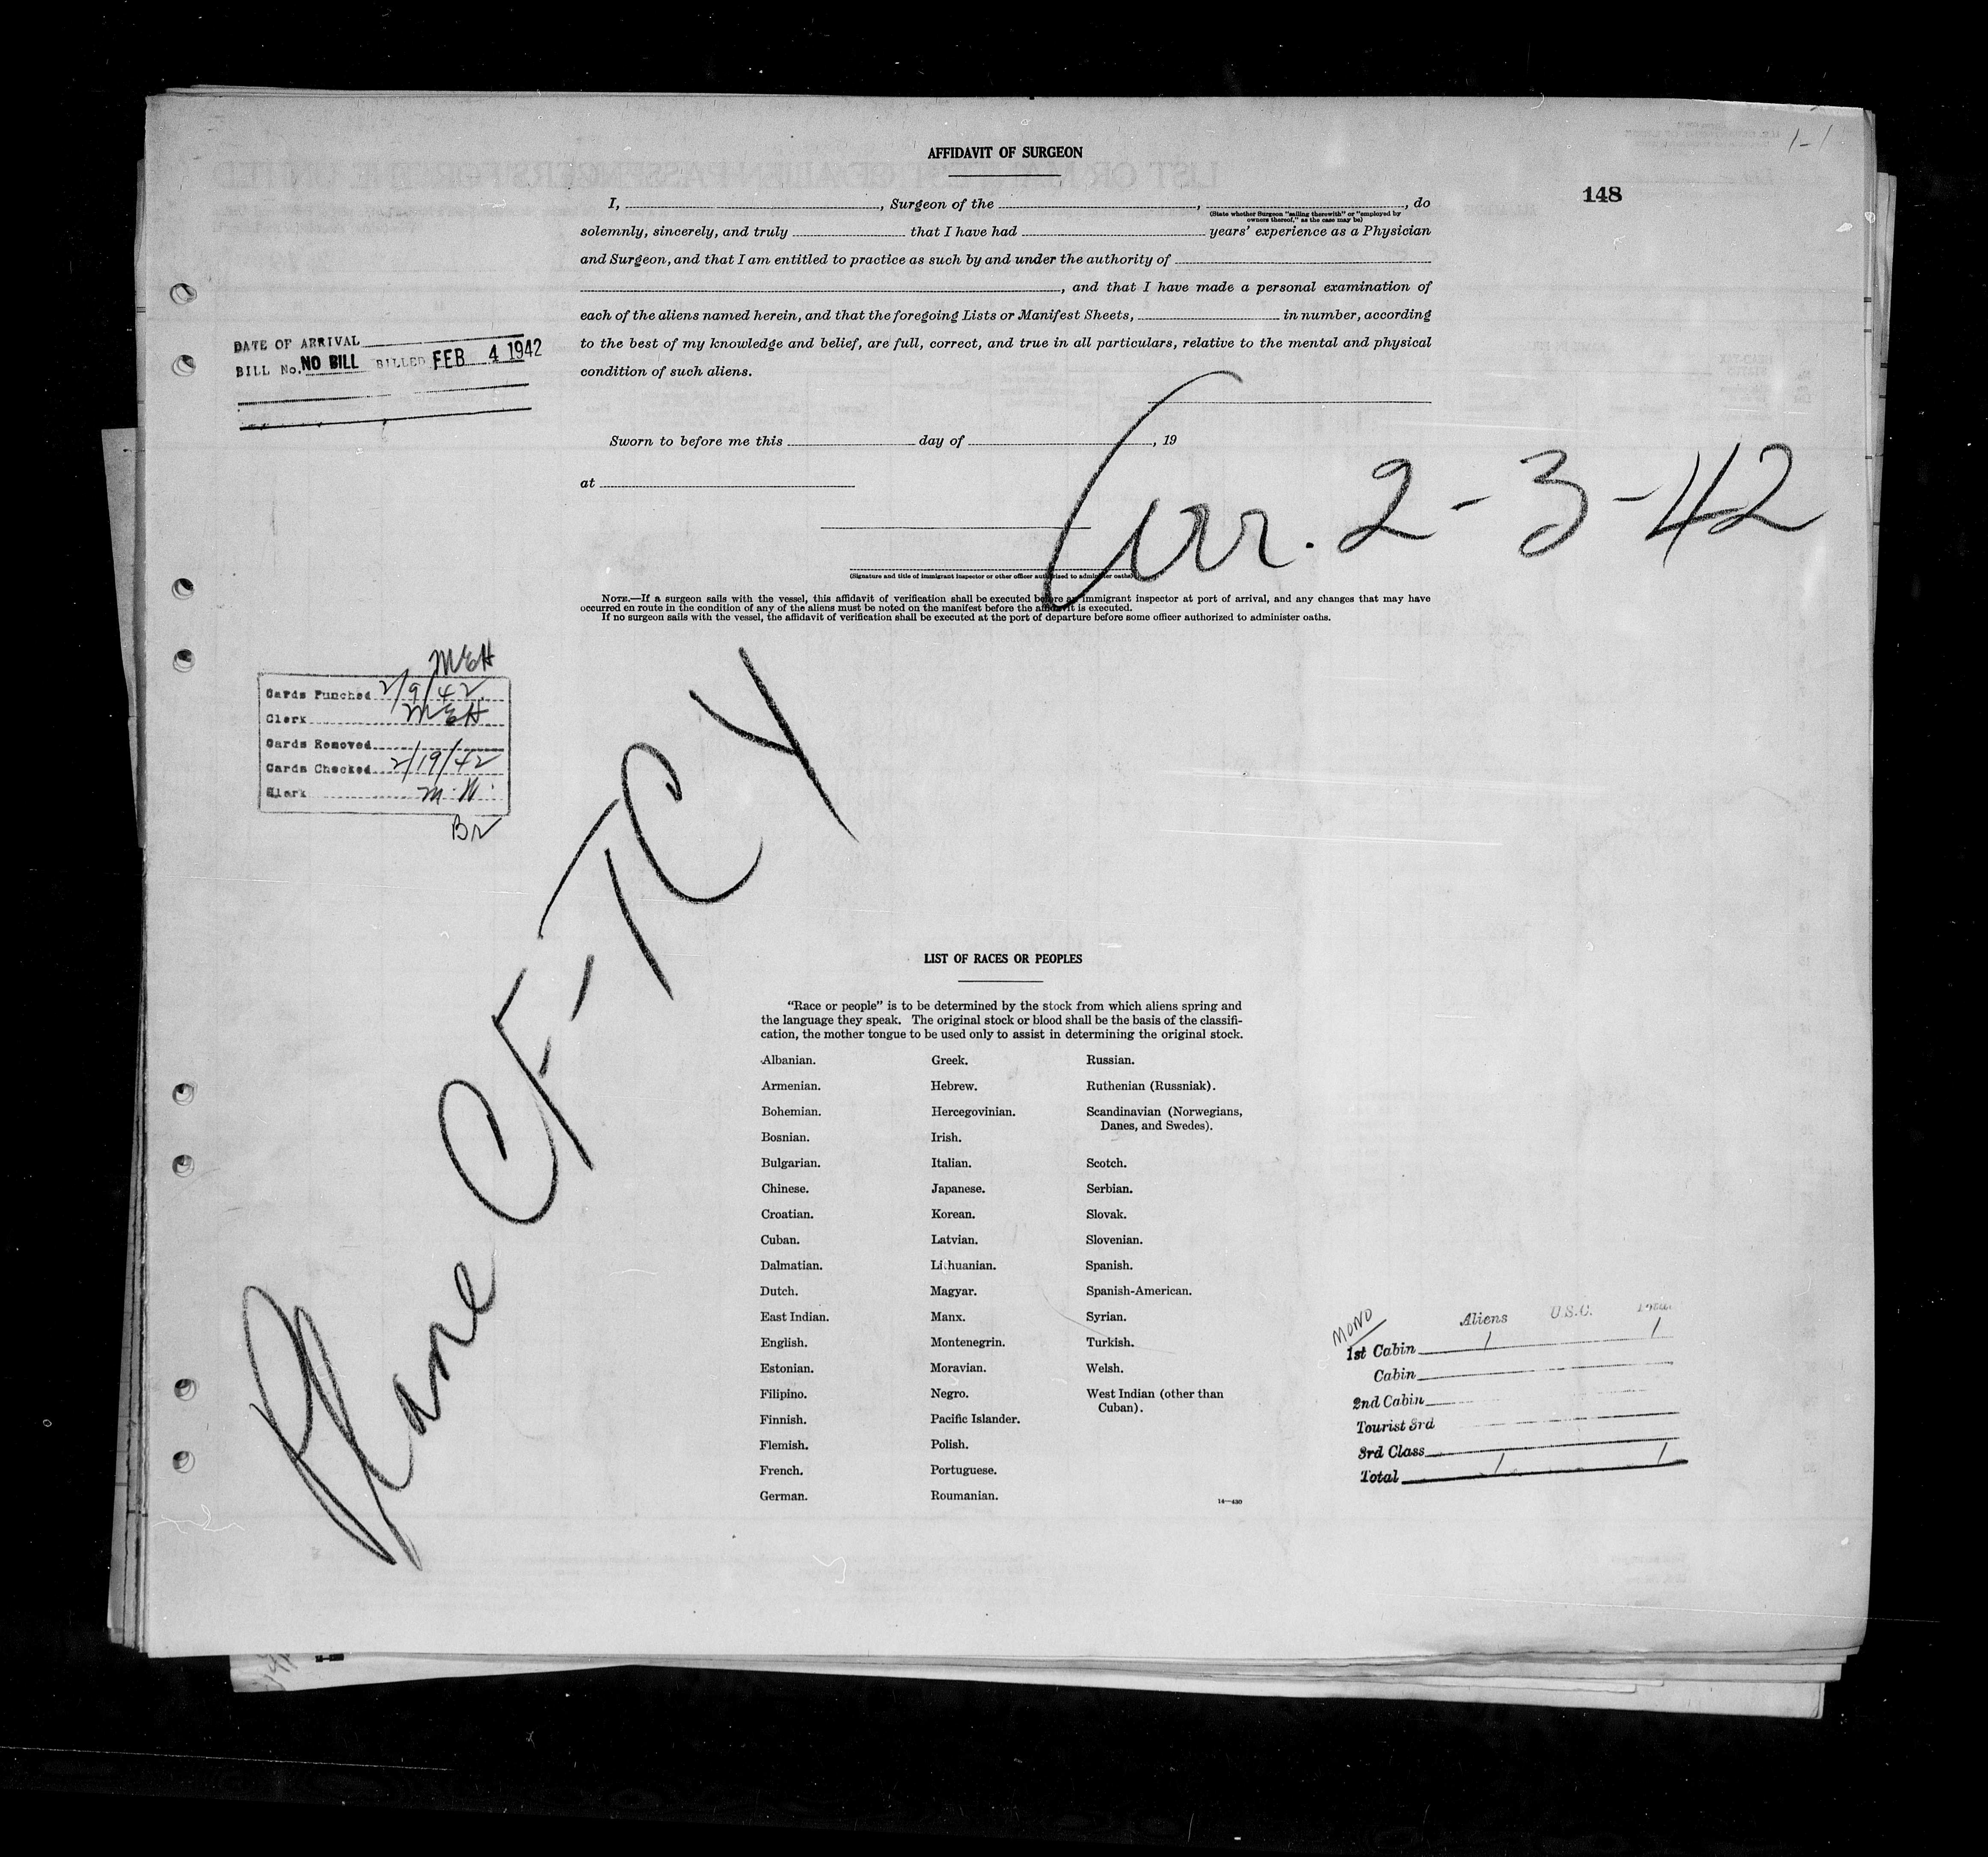 1-1
AFFIDAVIT OF SURGEON
148
I, , Surgeon of the , , do
(State whether Surgeon "sailing therewith" or "employed by
owners thereof," as the case may be)
solemnly, sincerely, and truly that I have had years' experience as a Physician
and Surgeon, and that I am entitled to practice as such by and under the authority of
, and that I have made a personal examination of
each of the aliens named herein, and that the foregoing Lists or Manifest Sheets, in number, according
to the best of my knowledge and belief, are full, correct, and true in all particulars, relative to the mental and physical
condition of such aliens.
DATE OF ARRIVAL
BILL No. NO BILL BILLED FEB 4 1942
Sworn to before me this day of , 19
at
Arr. 2-3-42
(Signature and title of immigrant inspector or other officer authorized to administer oaths)
NOTE.—If a surgeon sails with the vessel, this affidavit of verification shall be executed before an immigrant inspector at port of arrival, and any changes that may have
occurred en route in the condition of any of the aliens must be noted on the manifest before the affidavit is executed.
If no surgeon sails with the vessel, the affidavit of verification shall be executed at the port of departure before some officer authorized to administer oaths.
MEH
Cards Punched 2/9/42
Clerk MEH
Cards Removed
Cards Checked 2/19/42
Clerk M.W.
Br
Plane CF-TCY
LIST OF RACES OR PEOPLES
"Race or people" is to be determined by the stock from which aliens spring and
the language they speak. The original stock or blood shall be the basis of the classifi-
cation, the mother tongue to be used only to assist in determining the original stock.
Albanian.
Armenian.
Bohemian.
Bosnian.
Bulgarian.
Chinese.
Croatian.
Cuban.
Dalmatian.
Dutch.
East Indian.
English.
Estonian.
Filipino.
Finnish.
Flemish.
French.
German.
Greek.
Hebrew.
Hercegovinian.
Irish.
Italian.
Japanese.
Korean.
Latvian.
Lithuanian.
Magyar.
Manx.
Montenegrin.
Moravian.
Negro.
Pacific Islander.
Polish.
Portuguese.
Roumanian.
Russian.
Ruthenian (Russniak).
Scandinavian (Norwegians,
Danes, and Swedes).
Scotch.
Serbian.
Slovak.
Slovenian.
Spanish.
Spanish-American.
Syrian.
Turkish.
Welsh.
West Indian (other than
Cuban).
14—430
MONO
Aliens U.S.C. Total
1st Cabin 1 1
Cabin
2nd Cabin
Tourist 3rd
3rd Class
Total 1 1